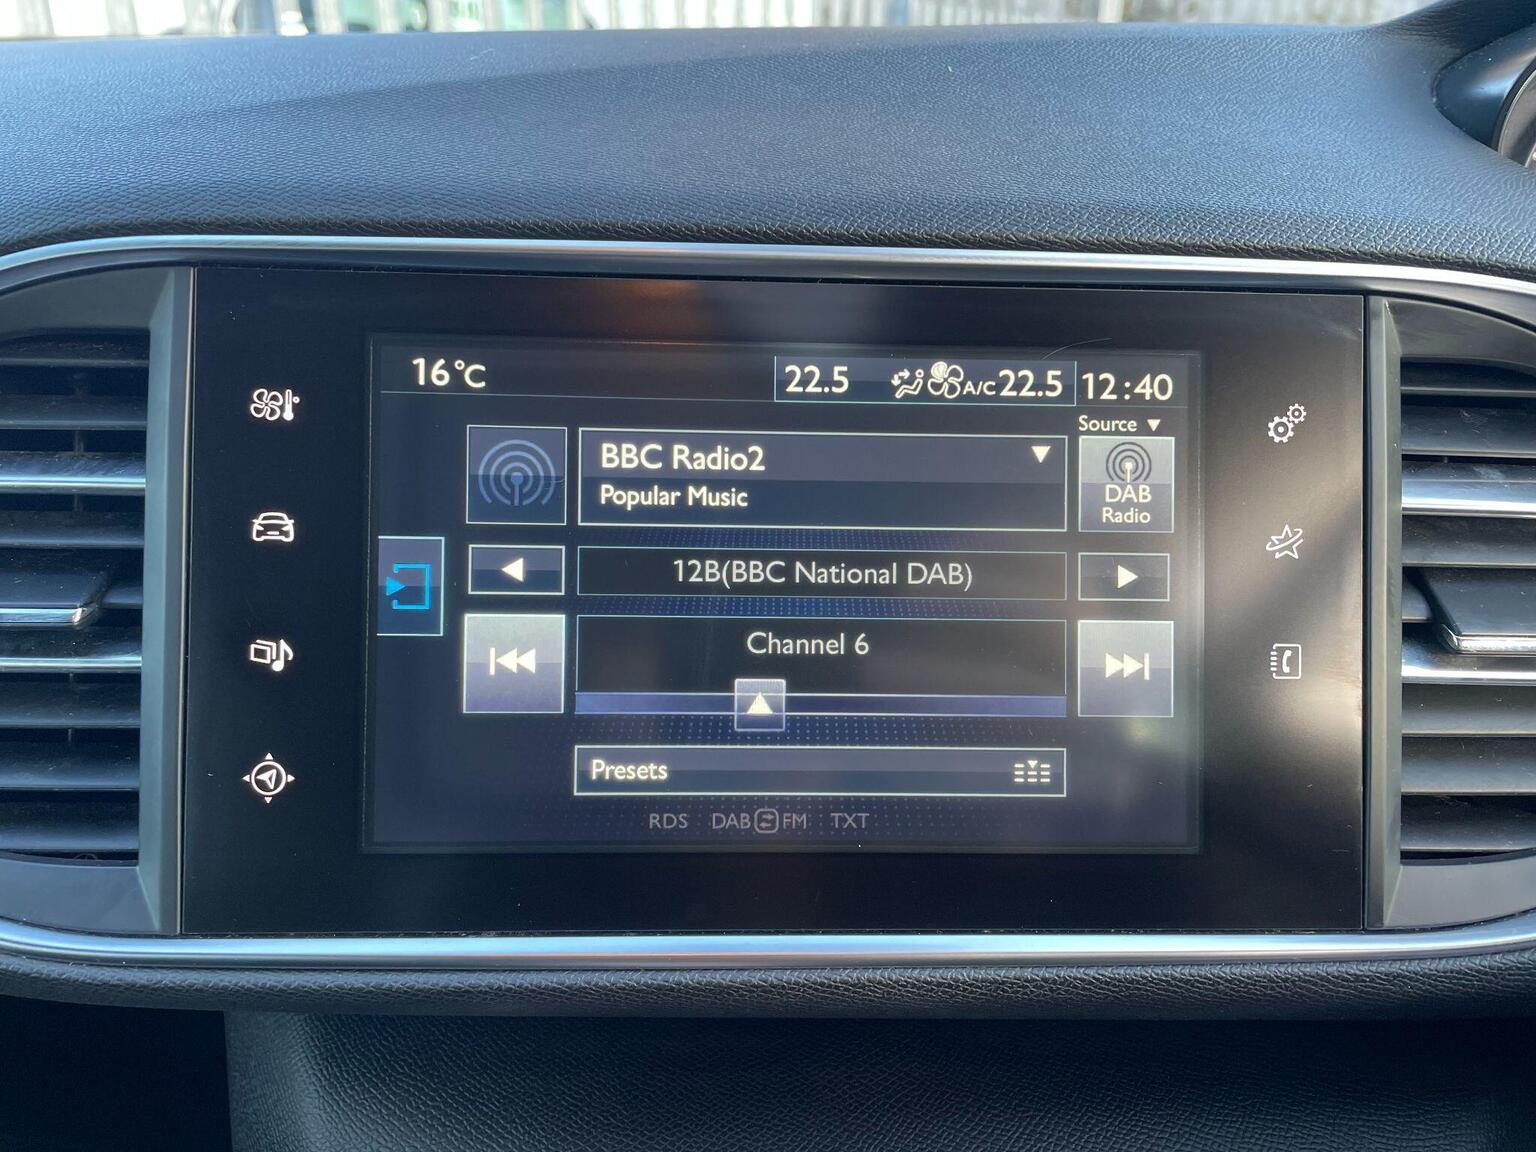 16°C 22.5 A/C 22.5 12:40
Source
BBC Radio2
Popular Music
DAB
Radio
12B(BBC National DAB)
Channel 6
Presets
RDS DAB FM TXT